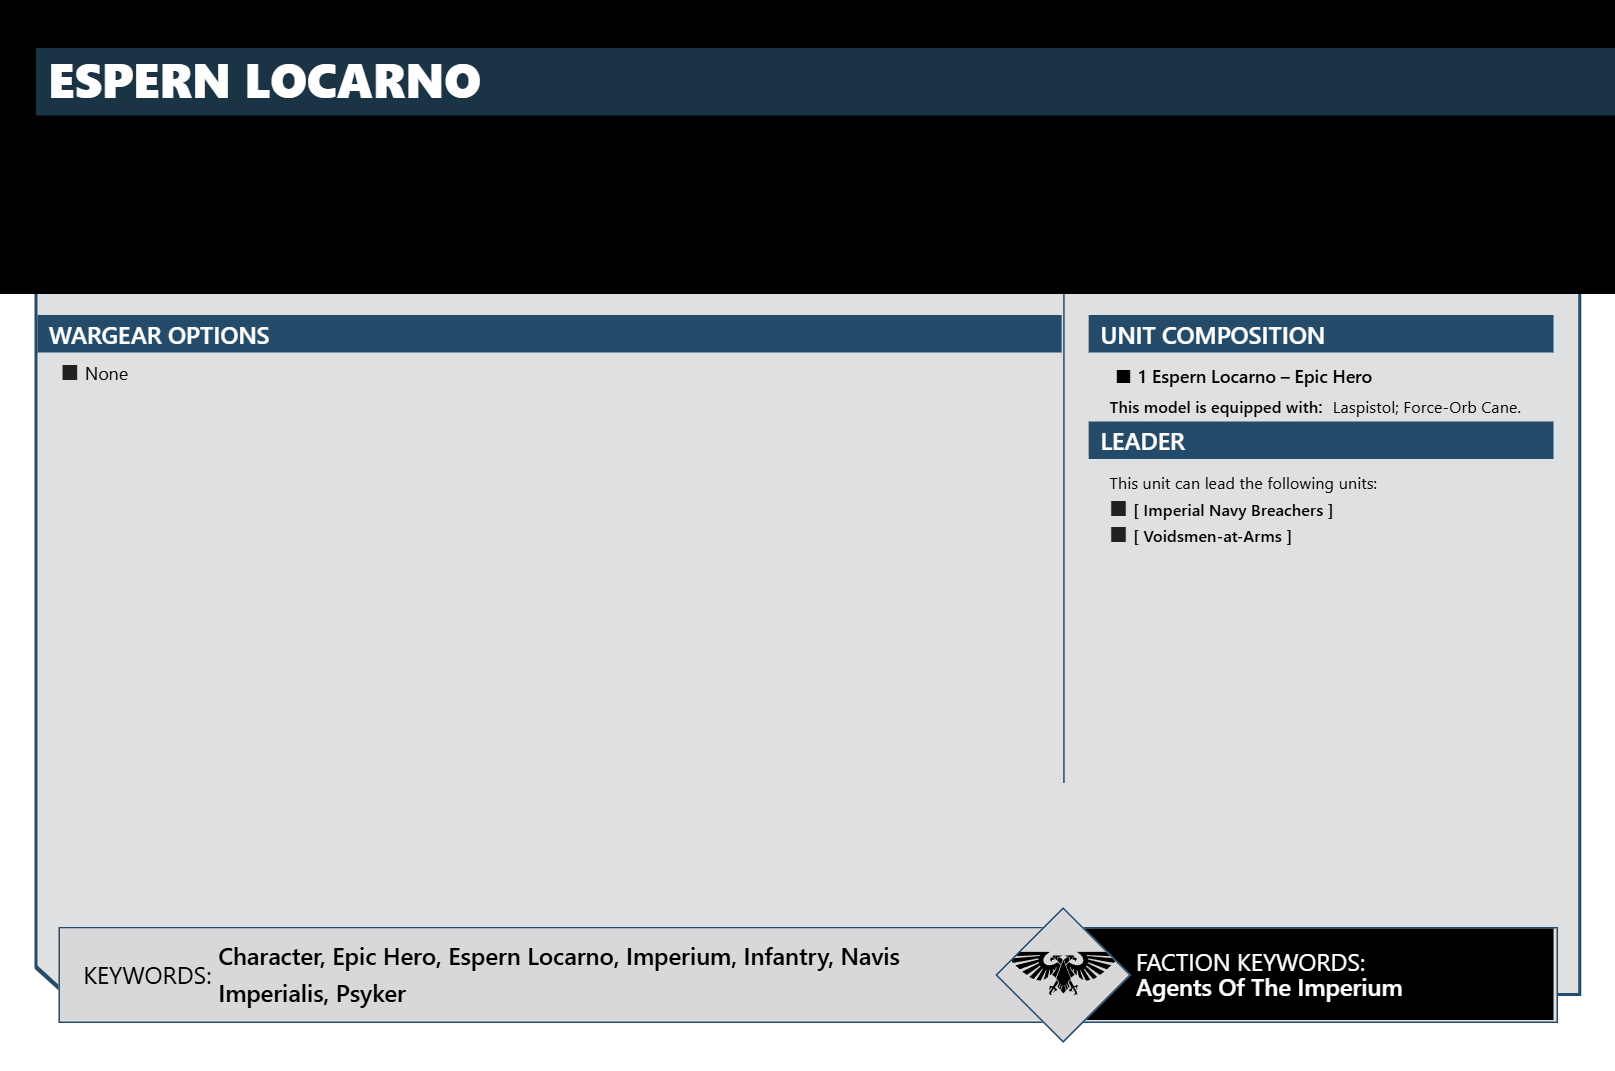 ESPERN LOCARNO
WARGEAR OPTIONS
None
UNIT COMPOSITION
1 Espern Locarno – Epic Hero
This model is equipped with: Laspistol; Force-Orb Cane.
LEADER
This unit can lead the following units:
[ Imperial Navy Breachers ]
[ Voidsmen-at-Arms ]
KEYWORDS:
Character, Epic Hero, Espern Locarno, Imperium, Infantry, Navis
Imperialis, Psyker
FACTION KEYWORDS:
Agents Of The Imperium